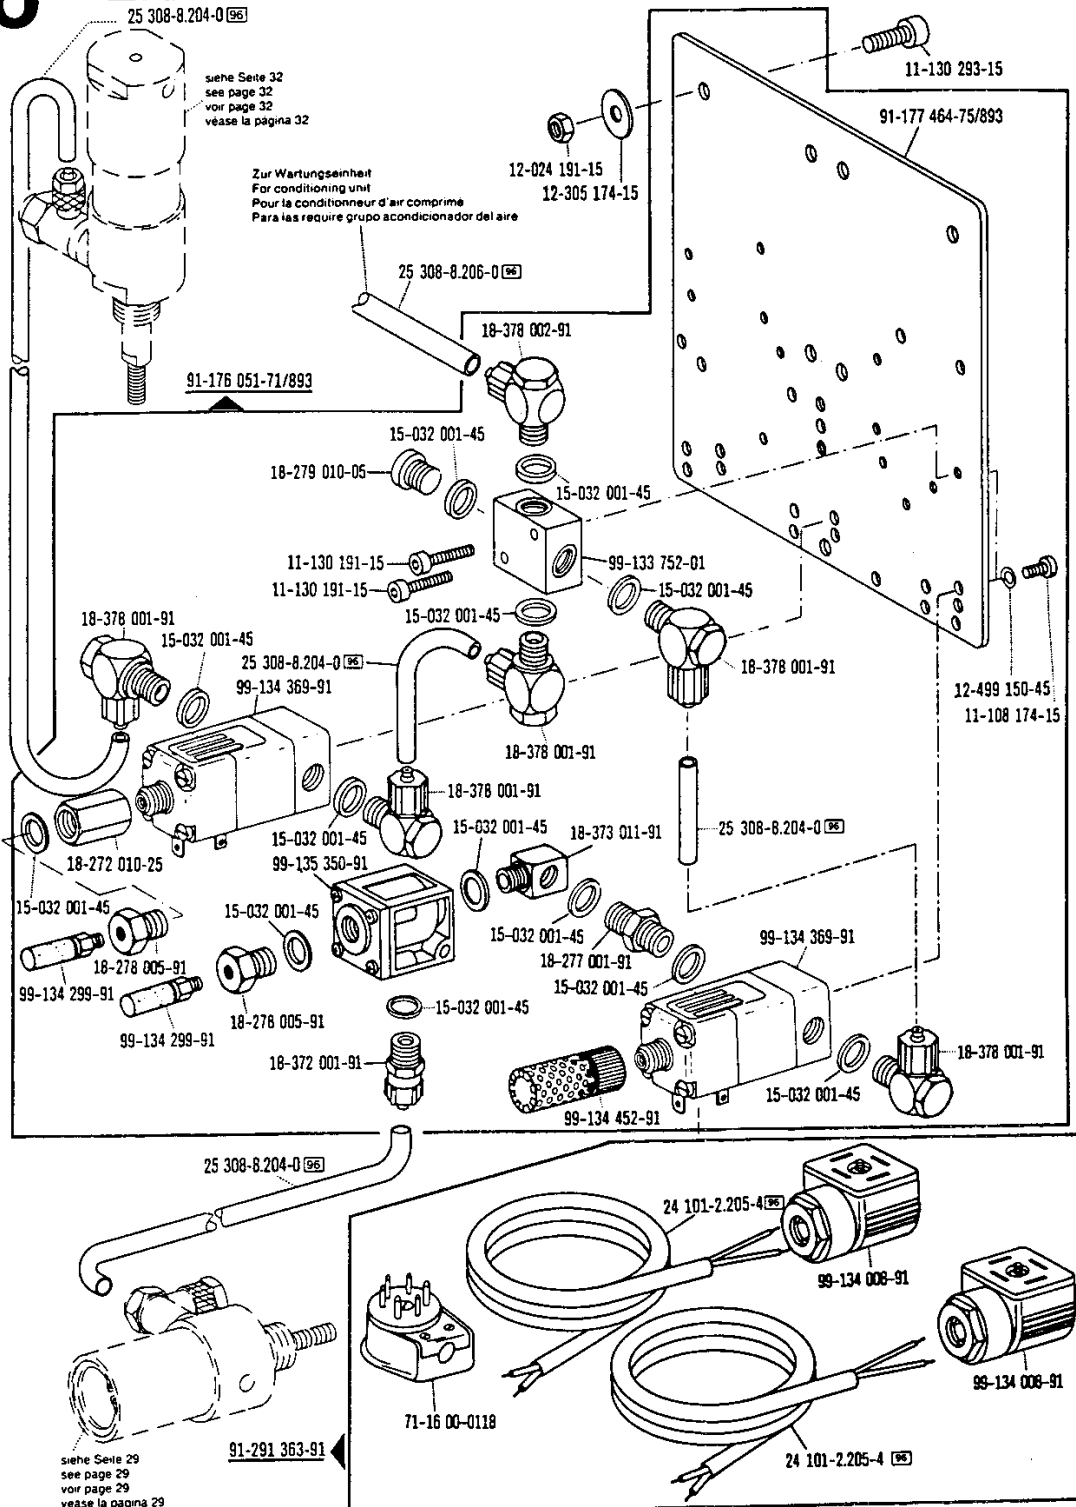 25 308-8.204-0 96
siehe Seite 32
see page 32
voir page 32
véase la página 32
11-130 293-15
91-177 464-75/893
12-024 191-15
12-305 174-15
Zur Wartungseinheit
For conditioning unit
Pour la conditionneur d'air comprimé
Para las require grupo acondicionador del aire
25 308-8.206-0 96
18-378 002-91
91-176 051-71/893
15-032 001-45
18-279 010-05
15-032 001-45
11-130 191-15
99-133 752-01
11-130 191-15
15-032 001-45
15-032 001-45
18-378 001-91
15-032 001-45
25 308-8.204-0 96
18-378 001-91
99-134 369-91
12-499 150-45
11-108 174-15
18-378 001-91
18-378 001-91
15-032 001-45
18-373 011-91
25 308-8.204-0 96
15-032 001-45
18-272 010-25
99-135 350-91
15-032 001-45
15-032 001-45
15-032 001-45
99-134 369-91
18-277 001-91
18-278 005-91
99-134 299-91
15-032 001-45
15-032 001-45
18-278 005-91
99-134 299-91
18-372 001-91
18-378 001-91
15-032 001-45
99-134 452-91
25 308-8.204-0 96
24 101-2.205-4 96
99-134 008-91
99-134 008-91
71-16 00-0118
91-291 363-91
24 101-2.205-4 96
siehe Seite 29
see page 29
voir page 29
véase la página 29